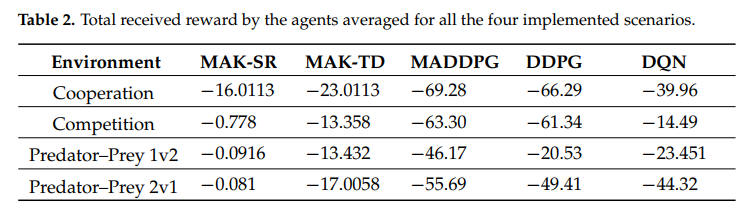 Table 2. Total received reward by the agents averaged for all the four implemented scenarios.
Environment MAK-SR MAK-TD MADDPG DDPG DQN
Cooperation −16.0113 −23.0113 −69.28 −66.29 −39.96
Competition −0.778 −13.358 −63.30 −61.34 −14.49
Predator–Prey 1v2 −0.0916 −13.432 −46.17 −20.53 −23.451
Predator–Prey 2v1 −0.081 −17.0058 −55.69 −49.41 −44.32